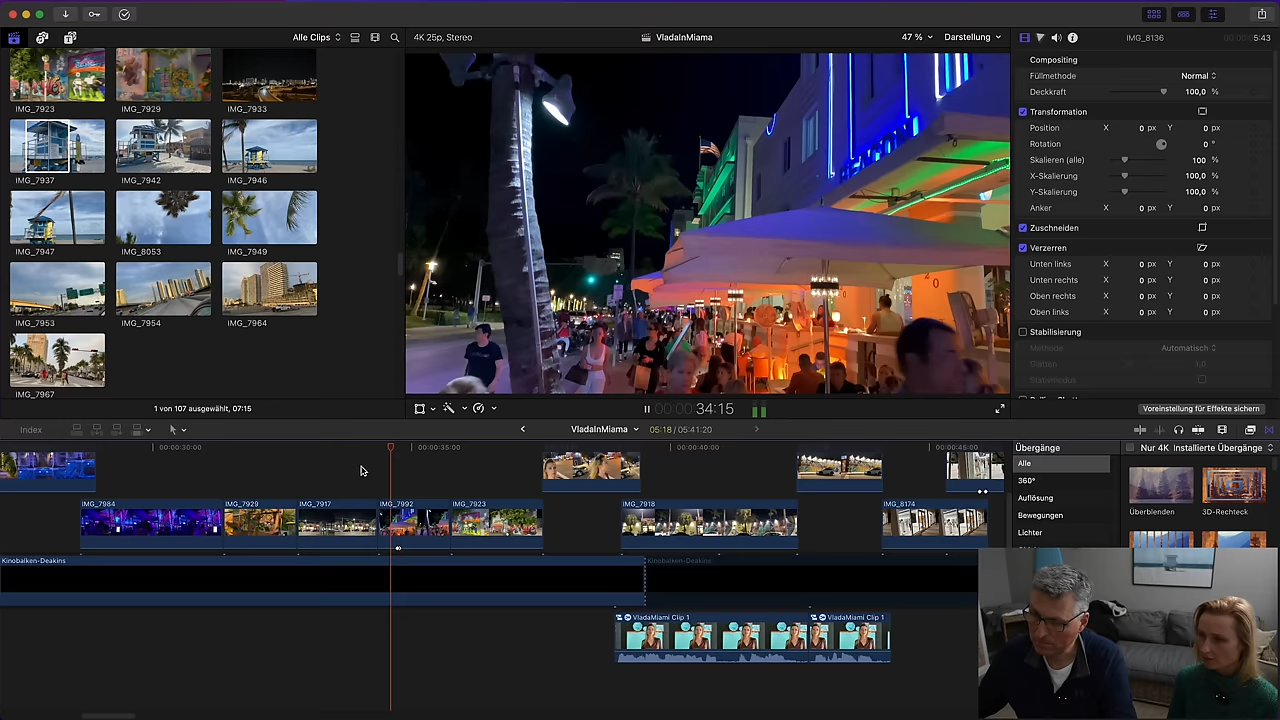 Alle Clips
4K 25p, Stereo
VladaInMiama
47 %
Darstellung
IMG_8136
00:00:05:43
IMG_7923
IMG_7929
IMG_7933
IMG_7937
IMG_7942
IMG_7946
IMG_7947
IMG_8053
IMG_7949
IMG_7953
IMG_7954
IMG_7964
IMG_7967
1 von 107 ausgewählt, 07:15
00:00:34:15
Compositing
Füllmethode Normal
Deckkraft 100,0 %
Transformation
Position X 0 px Y 0 px
Rotation 0 °
Skalieren (alle) 100 %
X-Skalierung 100,0 %
Y-Skalierung 100,0 %
Anker X 0 px Y 0 px
Zuschneiden
Verzerren
Unten links X 0 px Y 0 px
Unten rechts X 0 px Y 0 px
Oben rechts X 0 px Y 0 px
Oben links X 0 px Y 0 px
Stabilisierung
Methode Automatisch
Glätten 1,0
Stativmodus
Voreinstellung für Effekte sichern
Index
VladaInMiama
05:18 / 05:41:20
00:00:30:00
00:00:35:00
00:00:40:00
00:00:45:00
IMG_7984
IMG_7929
IMG_7917
IMG_7992
IMG_7923
IMG_7918
IMG_8174
Kinobalken-Deakins
Kinobalken-Deakins
VladaMiami Clip 1
VladaMiami Clip 1
Übergänge
Nur 4K
Installierte Übergänge
Alle
360°
Auflösung
Bewegungen
Lichter
Überblenden
3D-Rechteck